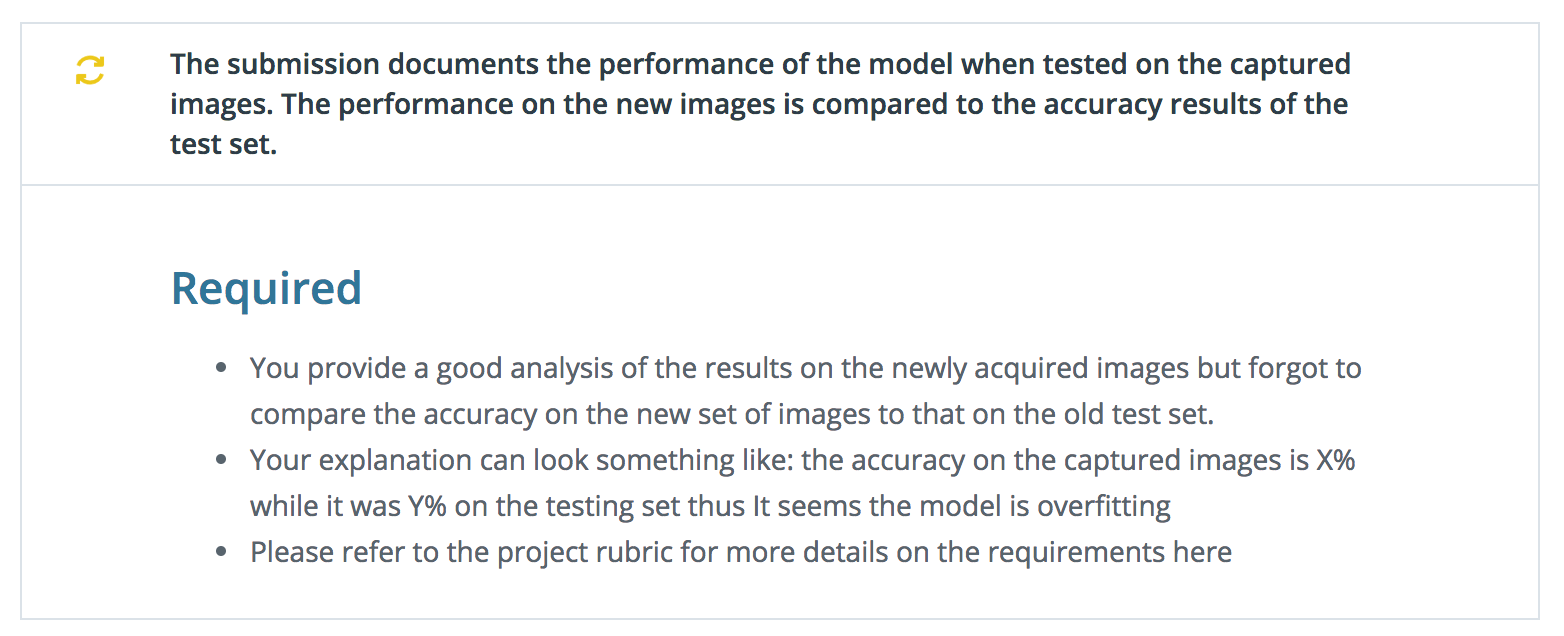 The submission documents the performance of the model when tested on the captured
images. The performance on the new images is compared to the accuracy results of the
test set.
Required
• You provide a good analysis of the results on the newly acquired images but forgot to
compare the accuracy on the new set of images to that on the old test set.
• Your explanation can look something like: the accuracy on the captured images is X%
while it was Y% on the testing set thus It seems the model is overfitting
• Please refer to the project rubric for more details on the requirements here